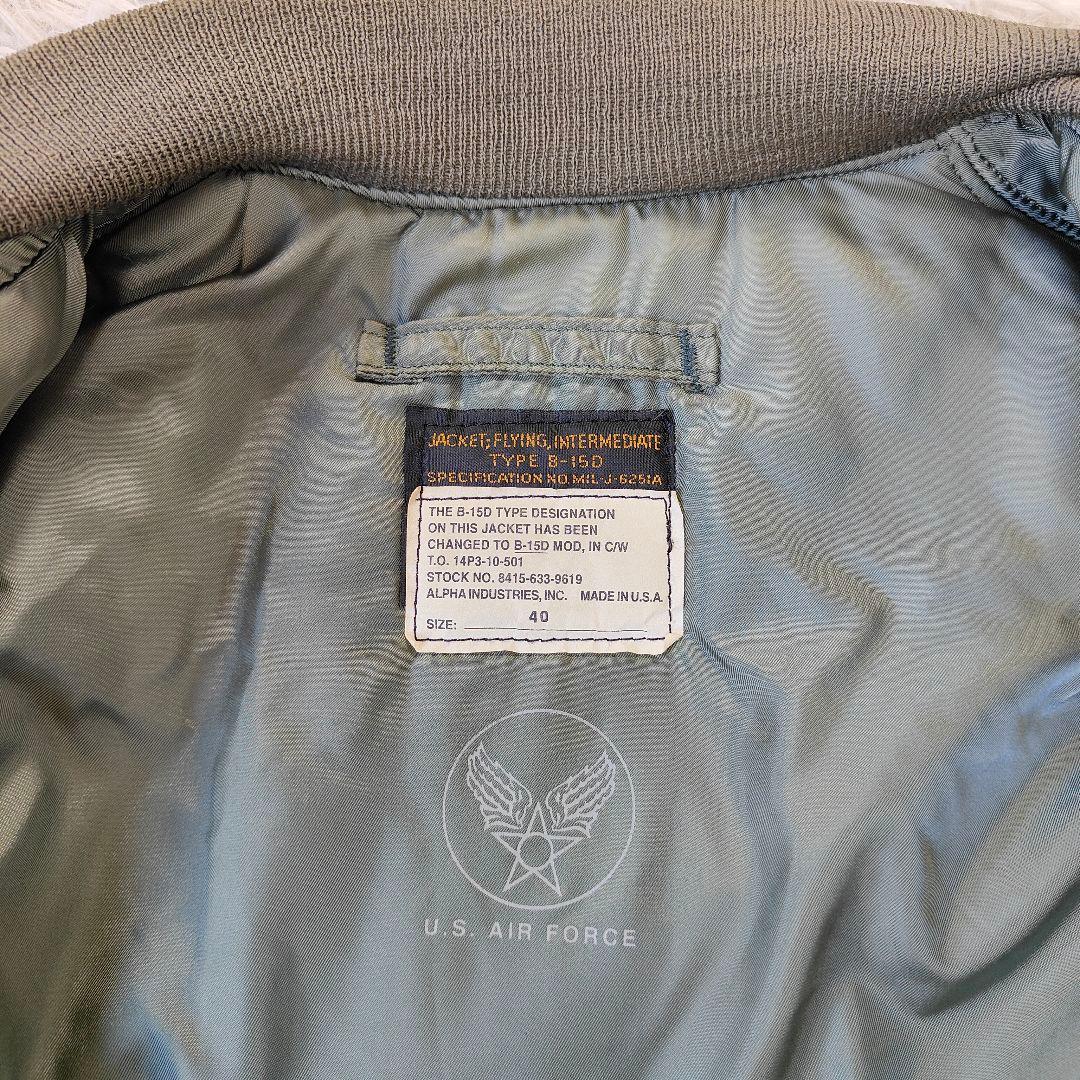 JACKET, FLYING, INTERMEDIATE
TYPE B-15D
SPECIFICATION NO. MIL-J-6251A
THE B-15D TYPE DESIGNATION
ON THIS JACKET HAS BEEN
CHANGED TO B-15D MOD, IN C/W
T.O. 14P3-10-501
STOCK NO. 8415-633-9619
ALPHA INDUSTRIES, INC. MADE IN U.S.A.
SIZE: 40
U.S. AIR FORCE